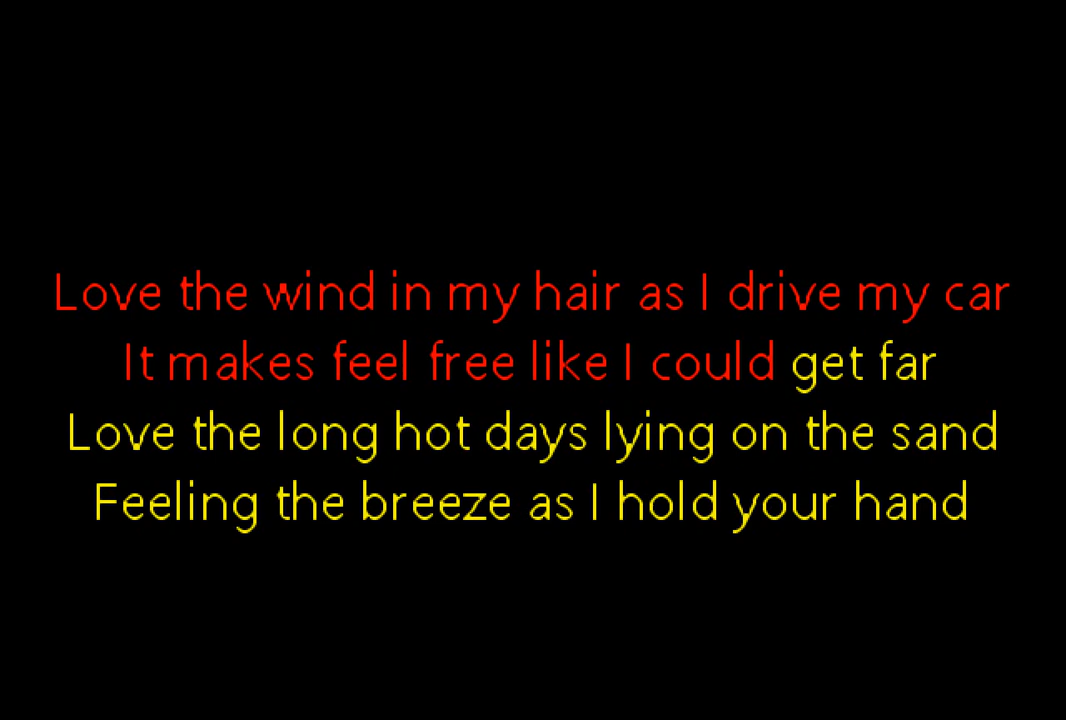 Love the wind in my hair as I drive my car
It makes feel free like I could get far
Love the long hot days lying on the sand
Feeling the breeze as I hold your hand